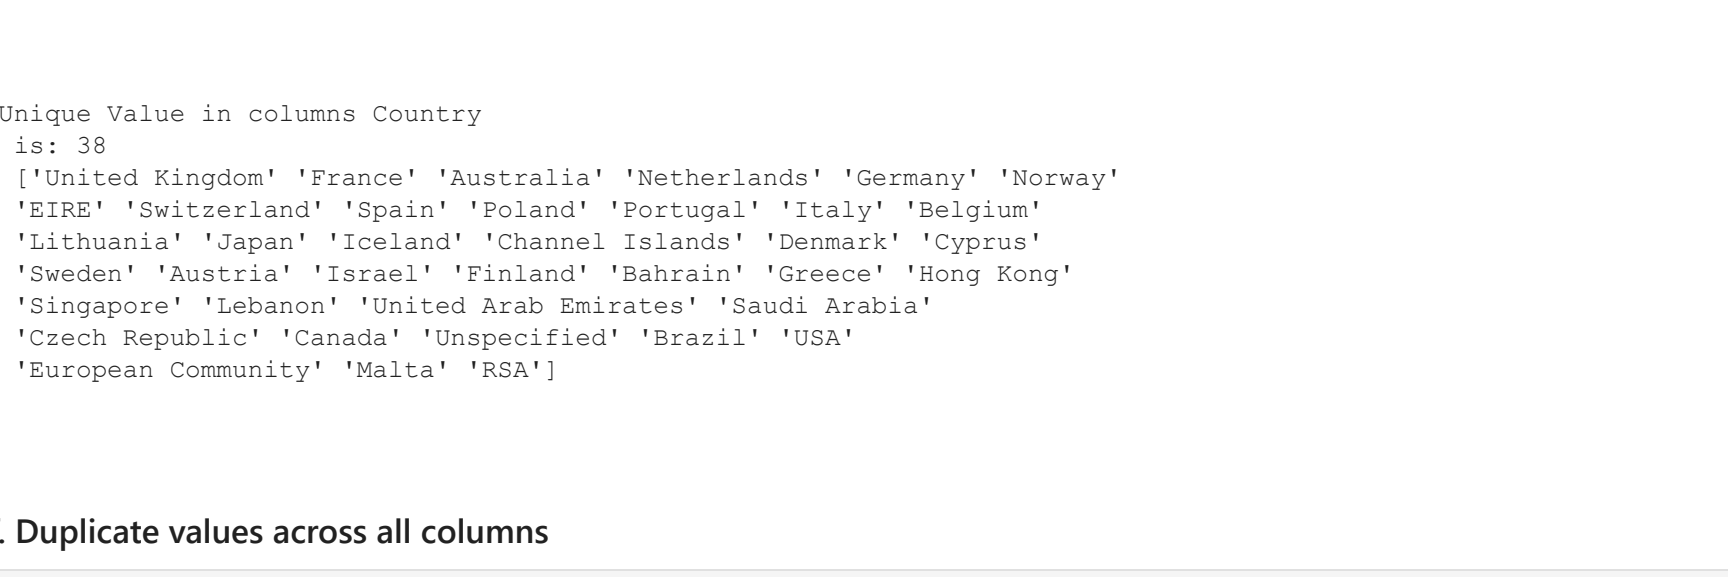 Unique Value in columns Country
is: 38
['United Kingdom' 'France' 'Australia' 'Netherlands' 'Germany' 'Norway'
'EIRE' 'Switzerland' 'Spain' 'Poland' 'Portugal' 'Italy' 'Belgium'
'Lithuania' 'Japan' 'Iceland' 'Channel Islands' 'Denmark' 'Cyprus'
'Sweden' 'Austria' 'Israel' 'Finland' 'Bahrain' 'Greece' 'Hong Kong'
'Singapore' 'Lebanon' 'United Arab Emirates' 'Saudi Arabia'
'Czech Republic' 'Canada' 'Unspecified' 'Brazil' 'USA'
'European Community' 'Malta' 'RSA']
. Duplicate values across all columns